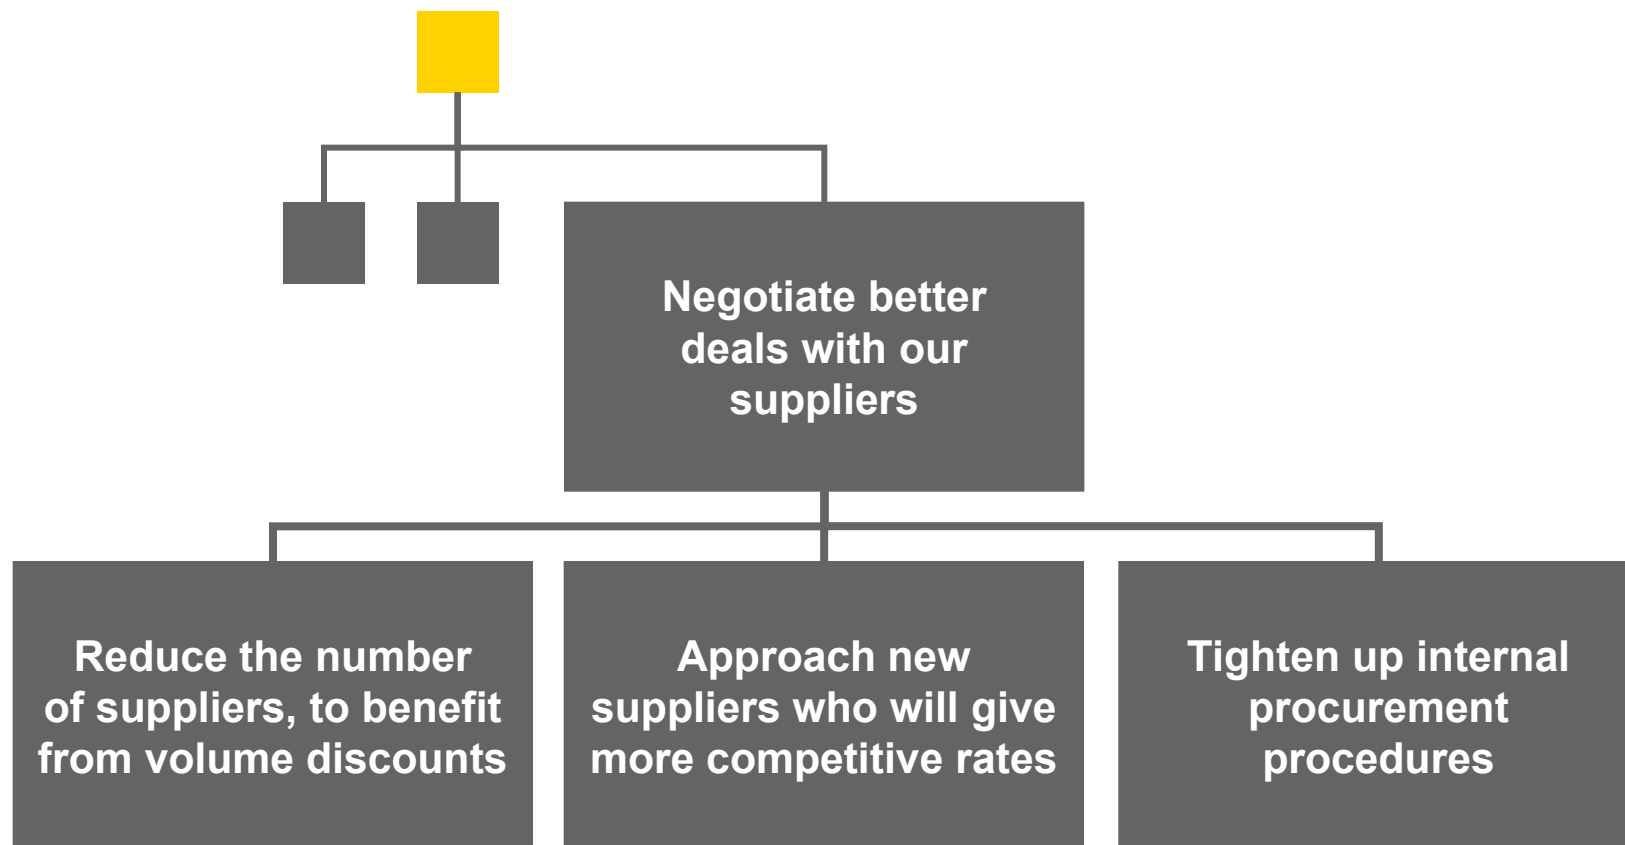 Negotiate better
deals with our
suppliers
Reduce the number
of suppliers, to benefit
from volume discounts
Approach new
suppliers who will give
more competitive rates
Tighten up internal
procurement
procedures